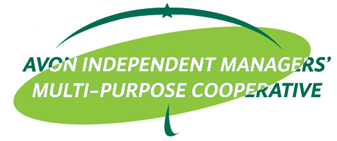 AVON INDEPENDENT MANAGERS'
MULTI-PURPOSE COOPERATIVE